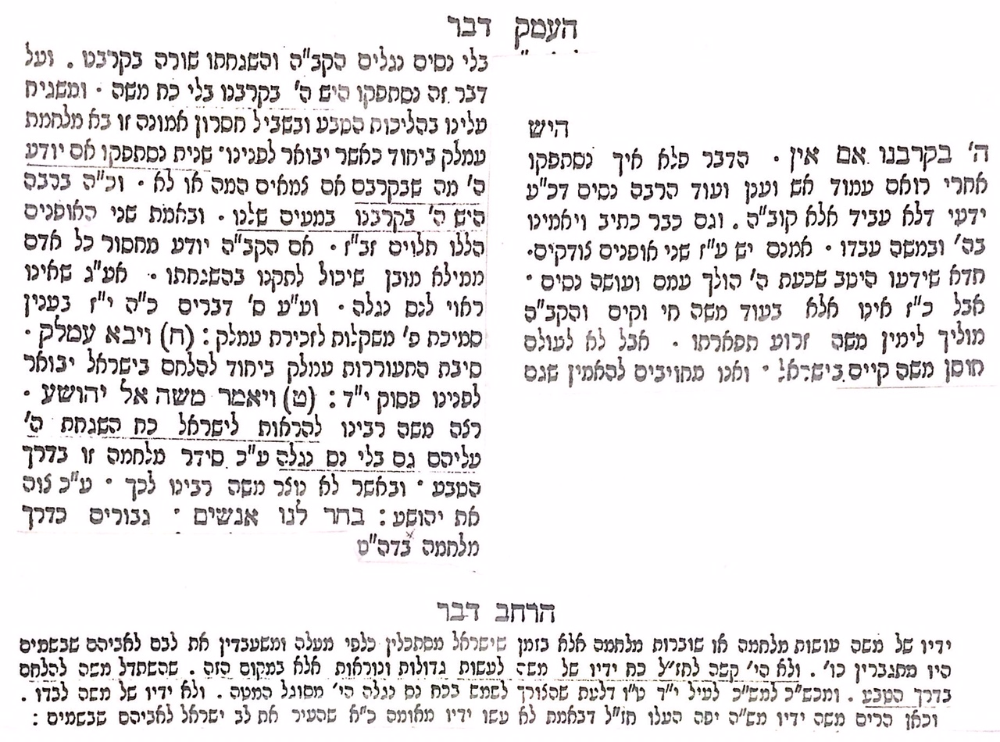 העמק דבר
היש
ה' בקרבנו אם אין · הדבר פלא איך נסתפקו
אחרי רואם עמוד אש וענן ועוד הרבה נסים דכ"ע
ידעי דלא עביד אלא קוב"ה . וגם כבר כתיב ויאמינו
בה' ובמשה עבדו · אמנם יש ע"ז שני אופנים צודקים·
חדא שידעו היטב שכעת ה' הולך עמם ועושה נסים ·
אבל כ"ז אינו אלא בעוד משה חי וקים והקב"ה
מוליך לימין משה זרוע תפארתו · אבל לא לעולם
חוסן משה קיים בישראל · ואנו מחויבים להאמין שגם
בלי נסים נגלים הקב"ה והשגחתו שורה בקרבנו . ועל
דבר זה נסתפקו היש ה' בקרבנו בלי כח משה · ומשגיח
עלינו בהליכות הטבע ובשביל חסרון אמונה זו בא מלחמת
עמלק ביחוד כאשר יבואר לפנינו· שנית נסתפקו אם יודע
ה' מה שבקרבם אם צמאים המה או לא · וכ"ה ברבה
היש ה' בקרבנו במעים שלנו · ובאמת שני האופנים
הללו תלוים זב"ז · אם הקב"ה יודע מחסור כל אדם
ממילא מובן שיכול לתקנו בהשגחתו · אע"ג שאינו
ראוי לנס נגלה · וע"ע ס' דברים כ"ה י"ז בענין
סמיכת פ' משקלות לזכירת עמלק : (ח) ויבא עמלק ·
סיבת התעוררות עמלק ביחוד להלחם בישראל יבואר
לפנינו פסוק י"ד : (ט) ויאמר משה אל יהושע ·
רצה משה רבינו להראות לישראל כח השגחת ה'
עליהם גם בלי נס נגלה ע"כ סידר מלחמה זו בדרך
הטבע · ובאשר לא נוצר משה רבינו לכך · ע"כ צוה
את יהושע : בחר לנו אנשים · גבורים כדרך
מלחמה בדה"ט
הרחב דבר
ידיו של משה עושות מלחמה או שוברות מלחמה אלא בזמן שישראל מסתכלין כלפי מעלה ומשעבדין את לבם לאביהם שבשמים
היו מתגברין כו' . ולא הי' קשה לחז"ל כח ידיו של משה לעשות גדולות ונוראות אלא במקום הזה . שהשתדל משה להלחם
בדרך הטבע . ומכש"כ למש"כ לעיל י"ד ט"ו דלעת שהצורך לשמש בכח נס נגלה הי' מסוגל המטה . ולא ידיו של משה לבדו .
וכאן הרים משה ידיו מש"ה יפה העלו חז"ל דבאמת לא עשו ידיו מאומה כ"א שהעיר את לב ישראל לאביהם שבשמים :